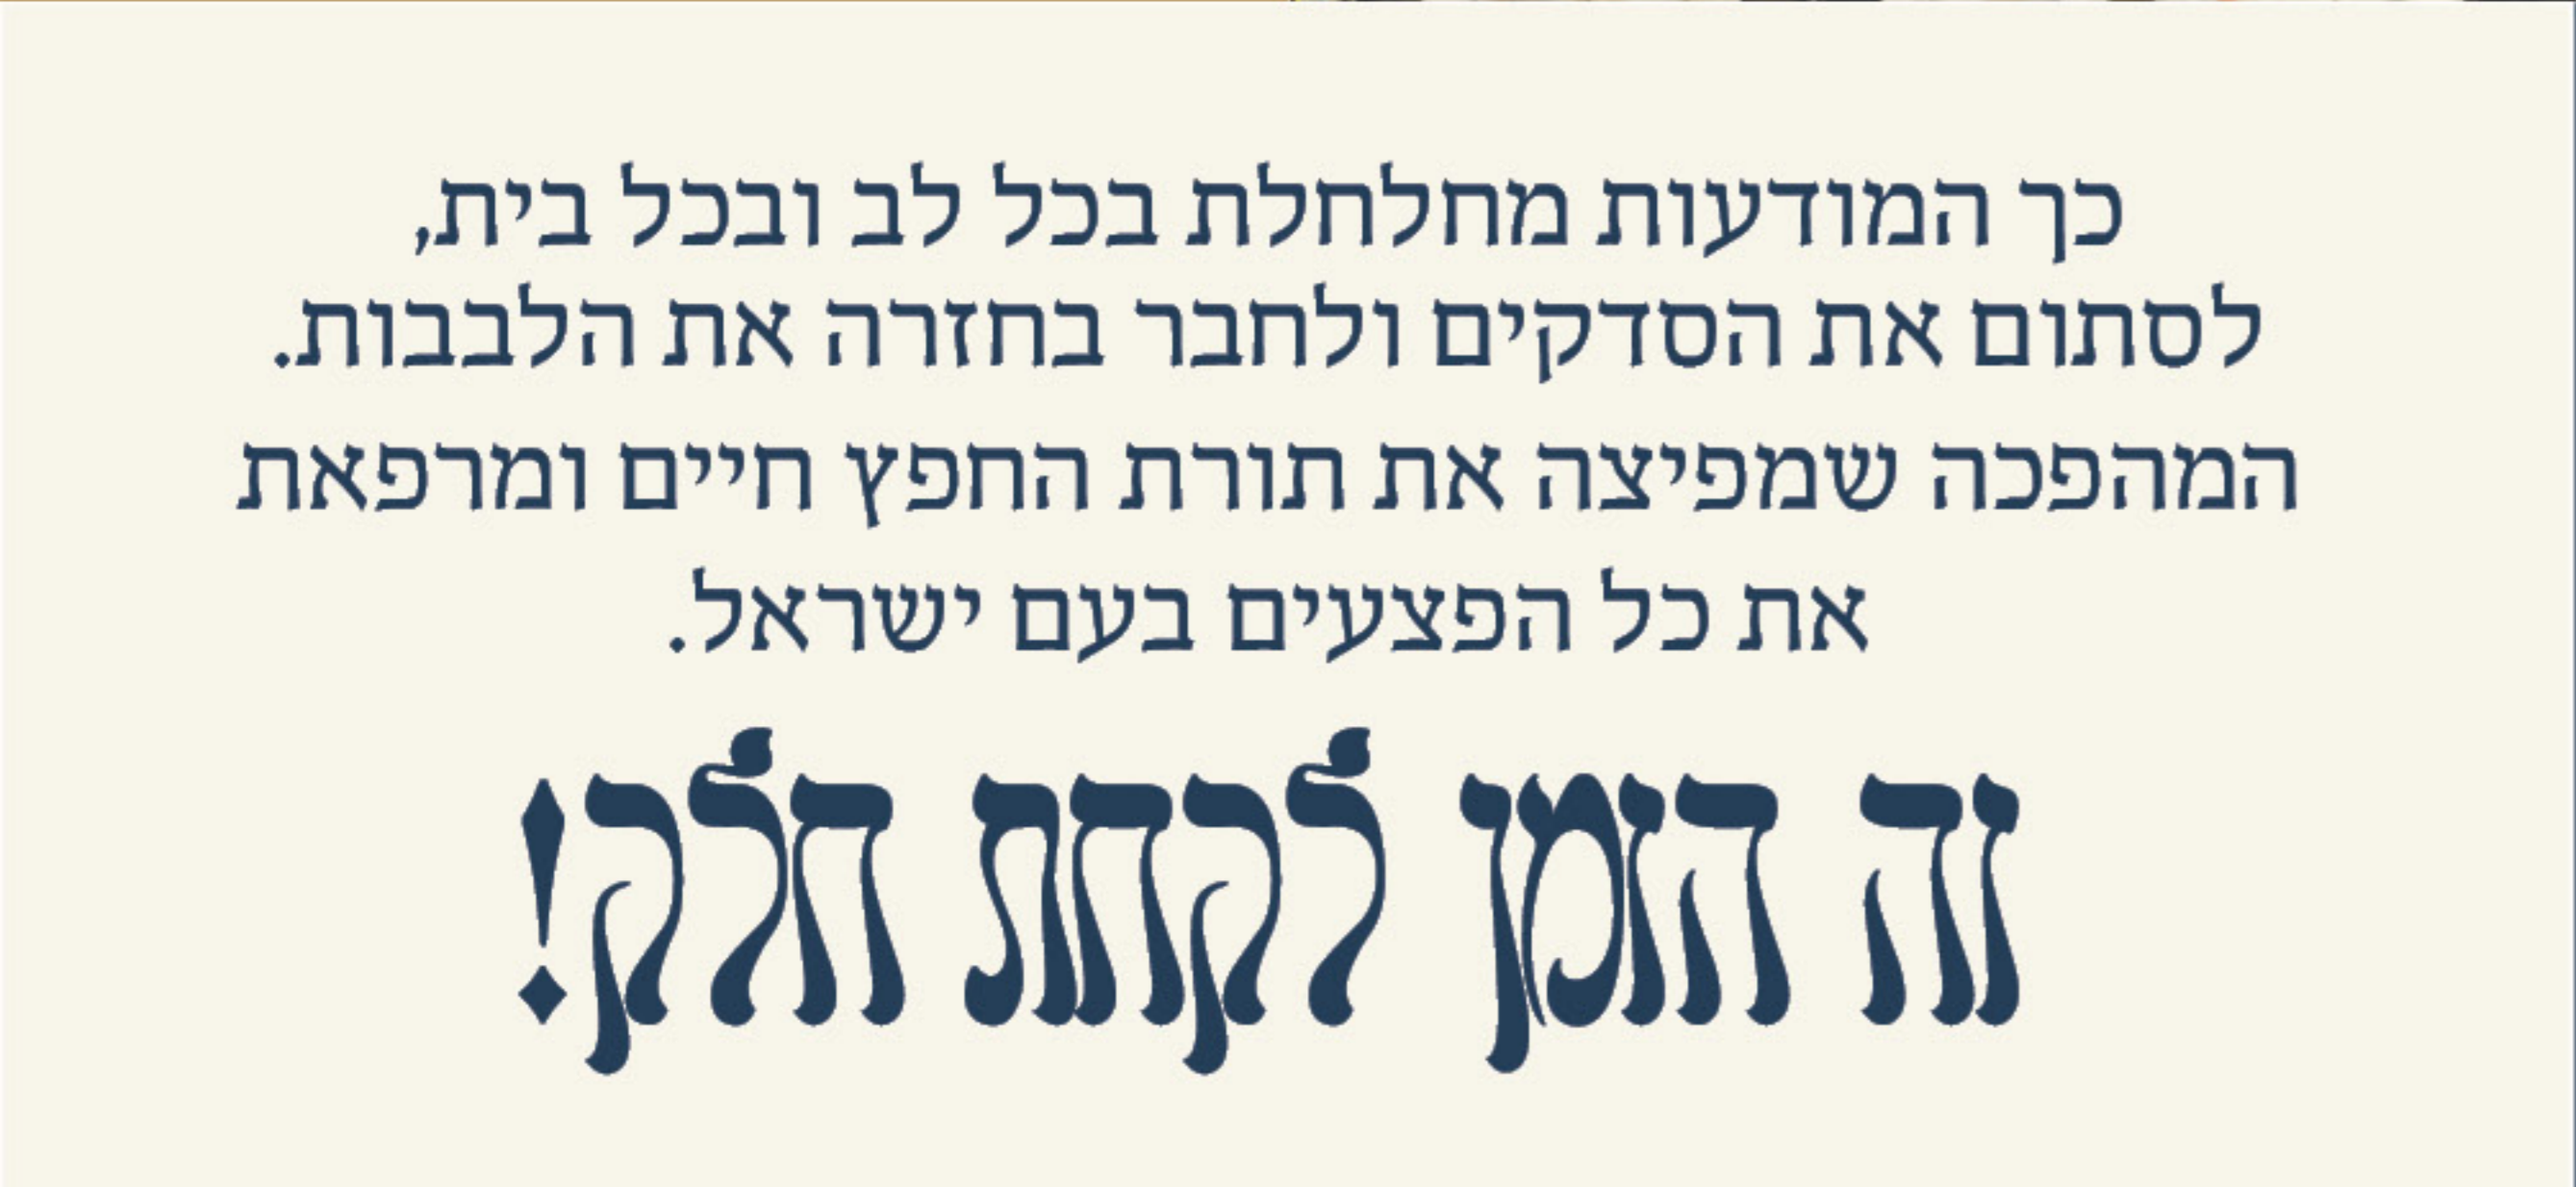 כך המודעות מחלחלת בכל לב ובכל בית,
לסתום את הסדקים ולחבר בחזרה את הלבבות.
המהפכה שמפיצה את תורת החפץ חיים ומרפאת
את כל הפצעים בעם ישראל.
זה הזמן לקחת חלק!